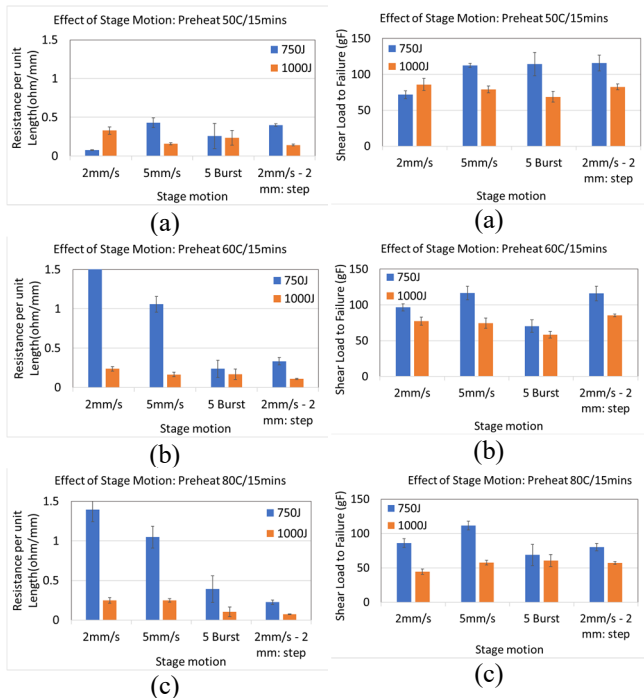 Effect of Stage Motion: Preheat 50C/15mins
Resistance per unit
Length(ohm/mm)
1.5
1
0.5
0
750J
1000J
2mm/s
5mm/s
5 Burst
2mm/s - 2
mm: step
Stage motion
(a)
Effect of Stage Motion: Preheat 50C/15mins
Shear Load to Failure (gF)
150
100
50
0
750J
1000J
2mm/s
5mm/s
5 Burst
2mm/s - 2
mm: step
Stage motion
(a)
Effect of Stage Motion: Preheat 60C/15mins
Resistance per unit
Length(ohm/mm)
1.5
1
0.5
0
750J
1000J
2mm/s
5mm/s
5 Burst
2mm/s - 2
mm: step
Stage motion
(b)
Effect of Stage Motion: Preheat 60C/15mins
Shear Load to Failure (gF)
150
100
50
0
750J
1000J
2mm/s
5mm/s
5 Burst
2mm/s - 2
mm: step
Stage motion
(b)
Effect of Stage Motion: Preheat 80C/15mins
Resistance per unit
Length(ohm/mm)
1.5
1
0.5
0
750J
1000J
2mm/s
5mm/s
5 Burst
2mm/s - 2
mm: step
Stage motion
(c)
Effect of Stage Motion: Preheat 80C/15mins
Shear Load to Failure (gF)
150
100
50
0
750J
1000J
2mm/s
5mm/s
5 Burst
2mm/s - 2
mm: step
Stage motion
(c)